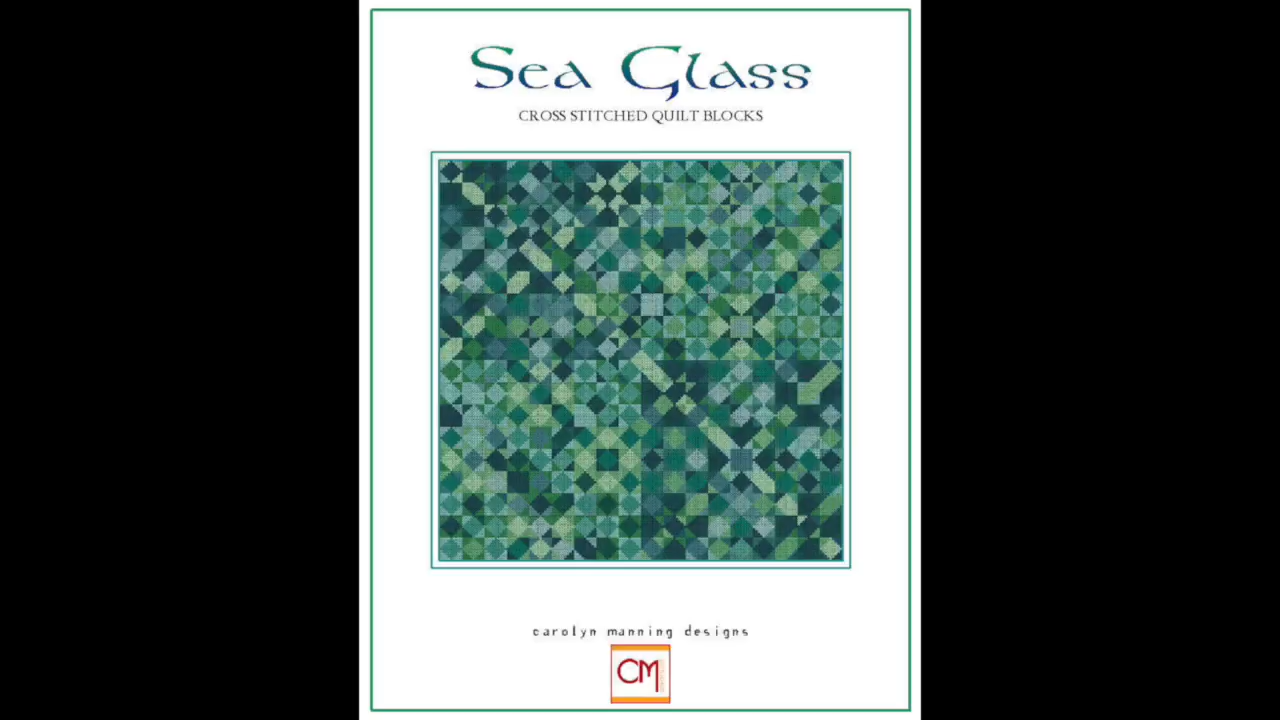 Sea Glass
CROSS STITCHED QUILT BLOCKS
carolyn manning designs
CM